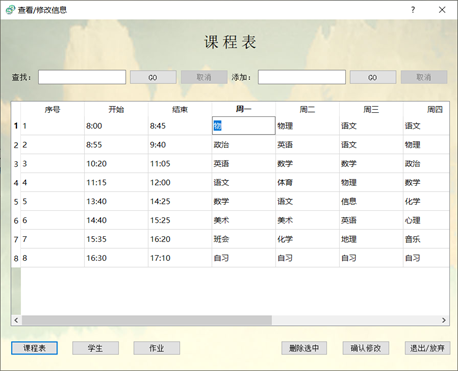 查看/修改信息
课程表
查找: GO 取消 添加: GO 取消
序号 开始 结束 周一 周二 周三 周四
1 1 8:00 8:45 物 物理 语文 语文
2 2 8:55 9:40 政治 英语 语文 物理
3 3 10:20 11:05 英语 数学 数学 政治
4 4 11:15 12:00 语文 体育 物理 数学
5 5 13:40 14:25 数学 语文 信息 化学
6 6 14:40 15:25 美术 美术 英语 心理
7 7 15:35 16:20 班会 化学 地理 音乐
8 8 16:30 17:10 自习 自习 自习 自习
课程表 学生 作业 删除选中 确认修改 退出/放弃